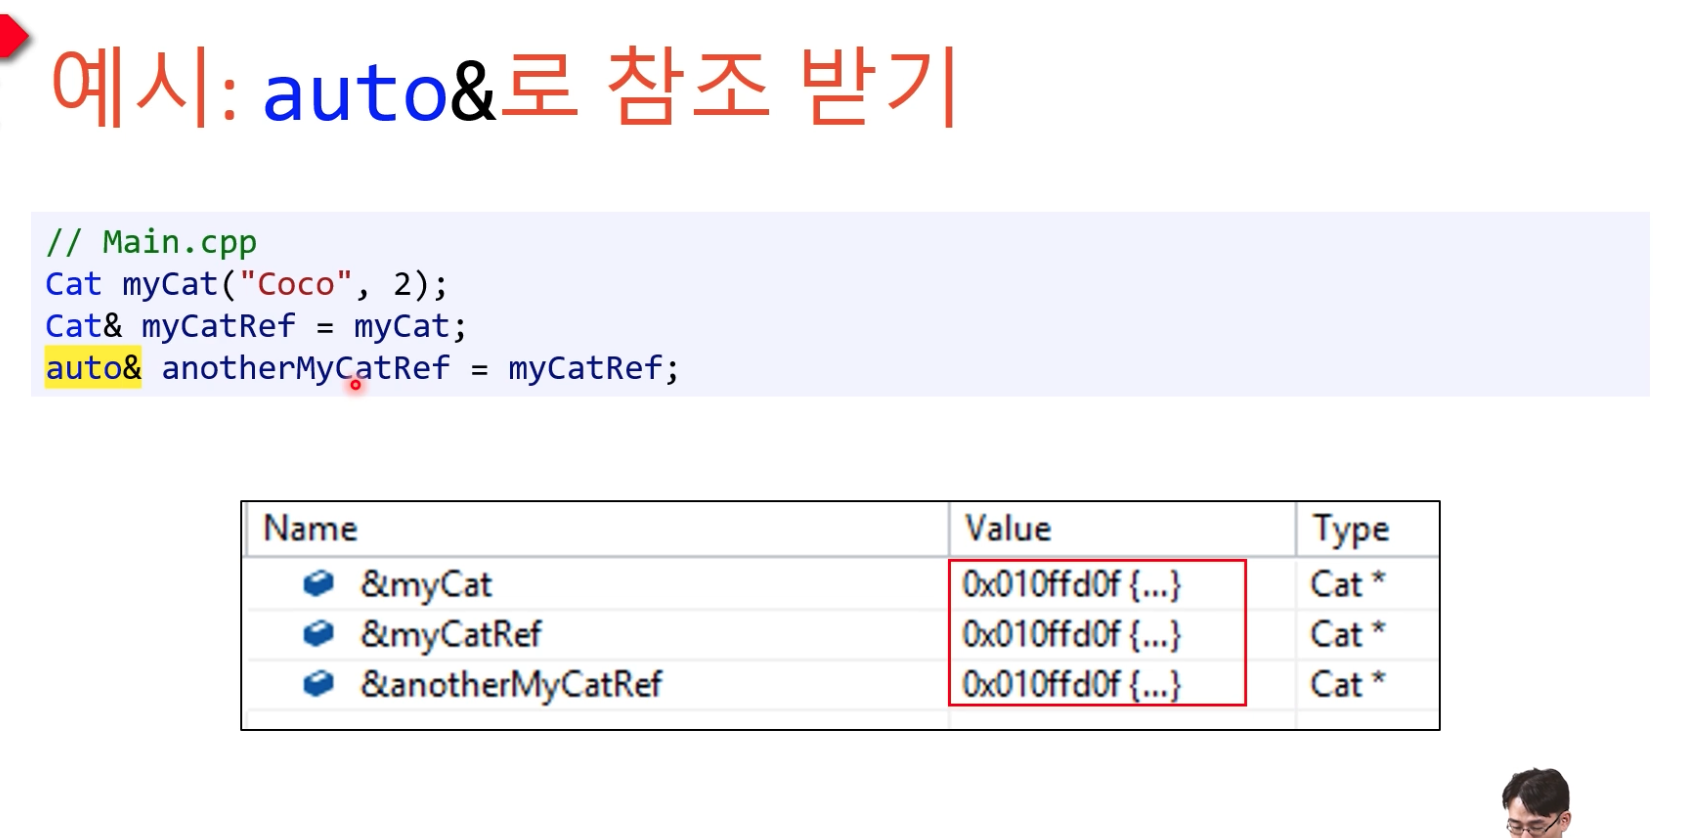 예시: auto&로 참조 받기
// Main.cpp
Cat myCat("Coco", 2);
Cat& myCatRef = myCat;
auto& anotherMyCatRef = myCatRef;
Name Value Type
&myCat 0x010ffd0f {...} Cat *
&myCatRef 0x010ffd0f {...} Cat *
&anotherMyCatRef 0x010ffd0f {...} Cat *